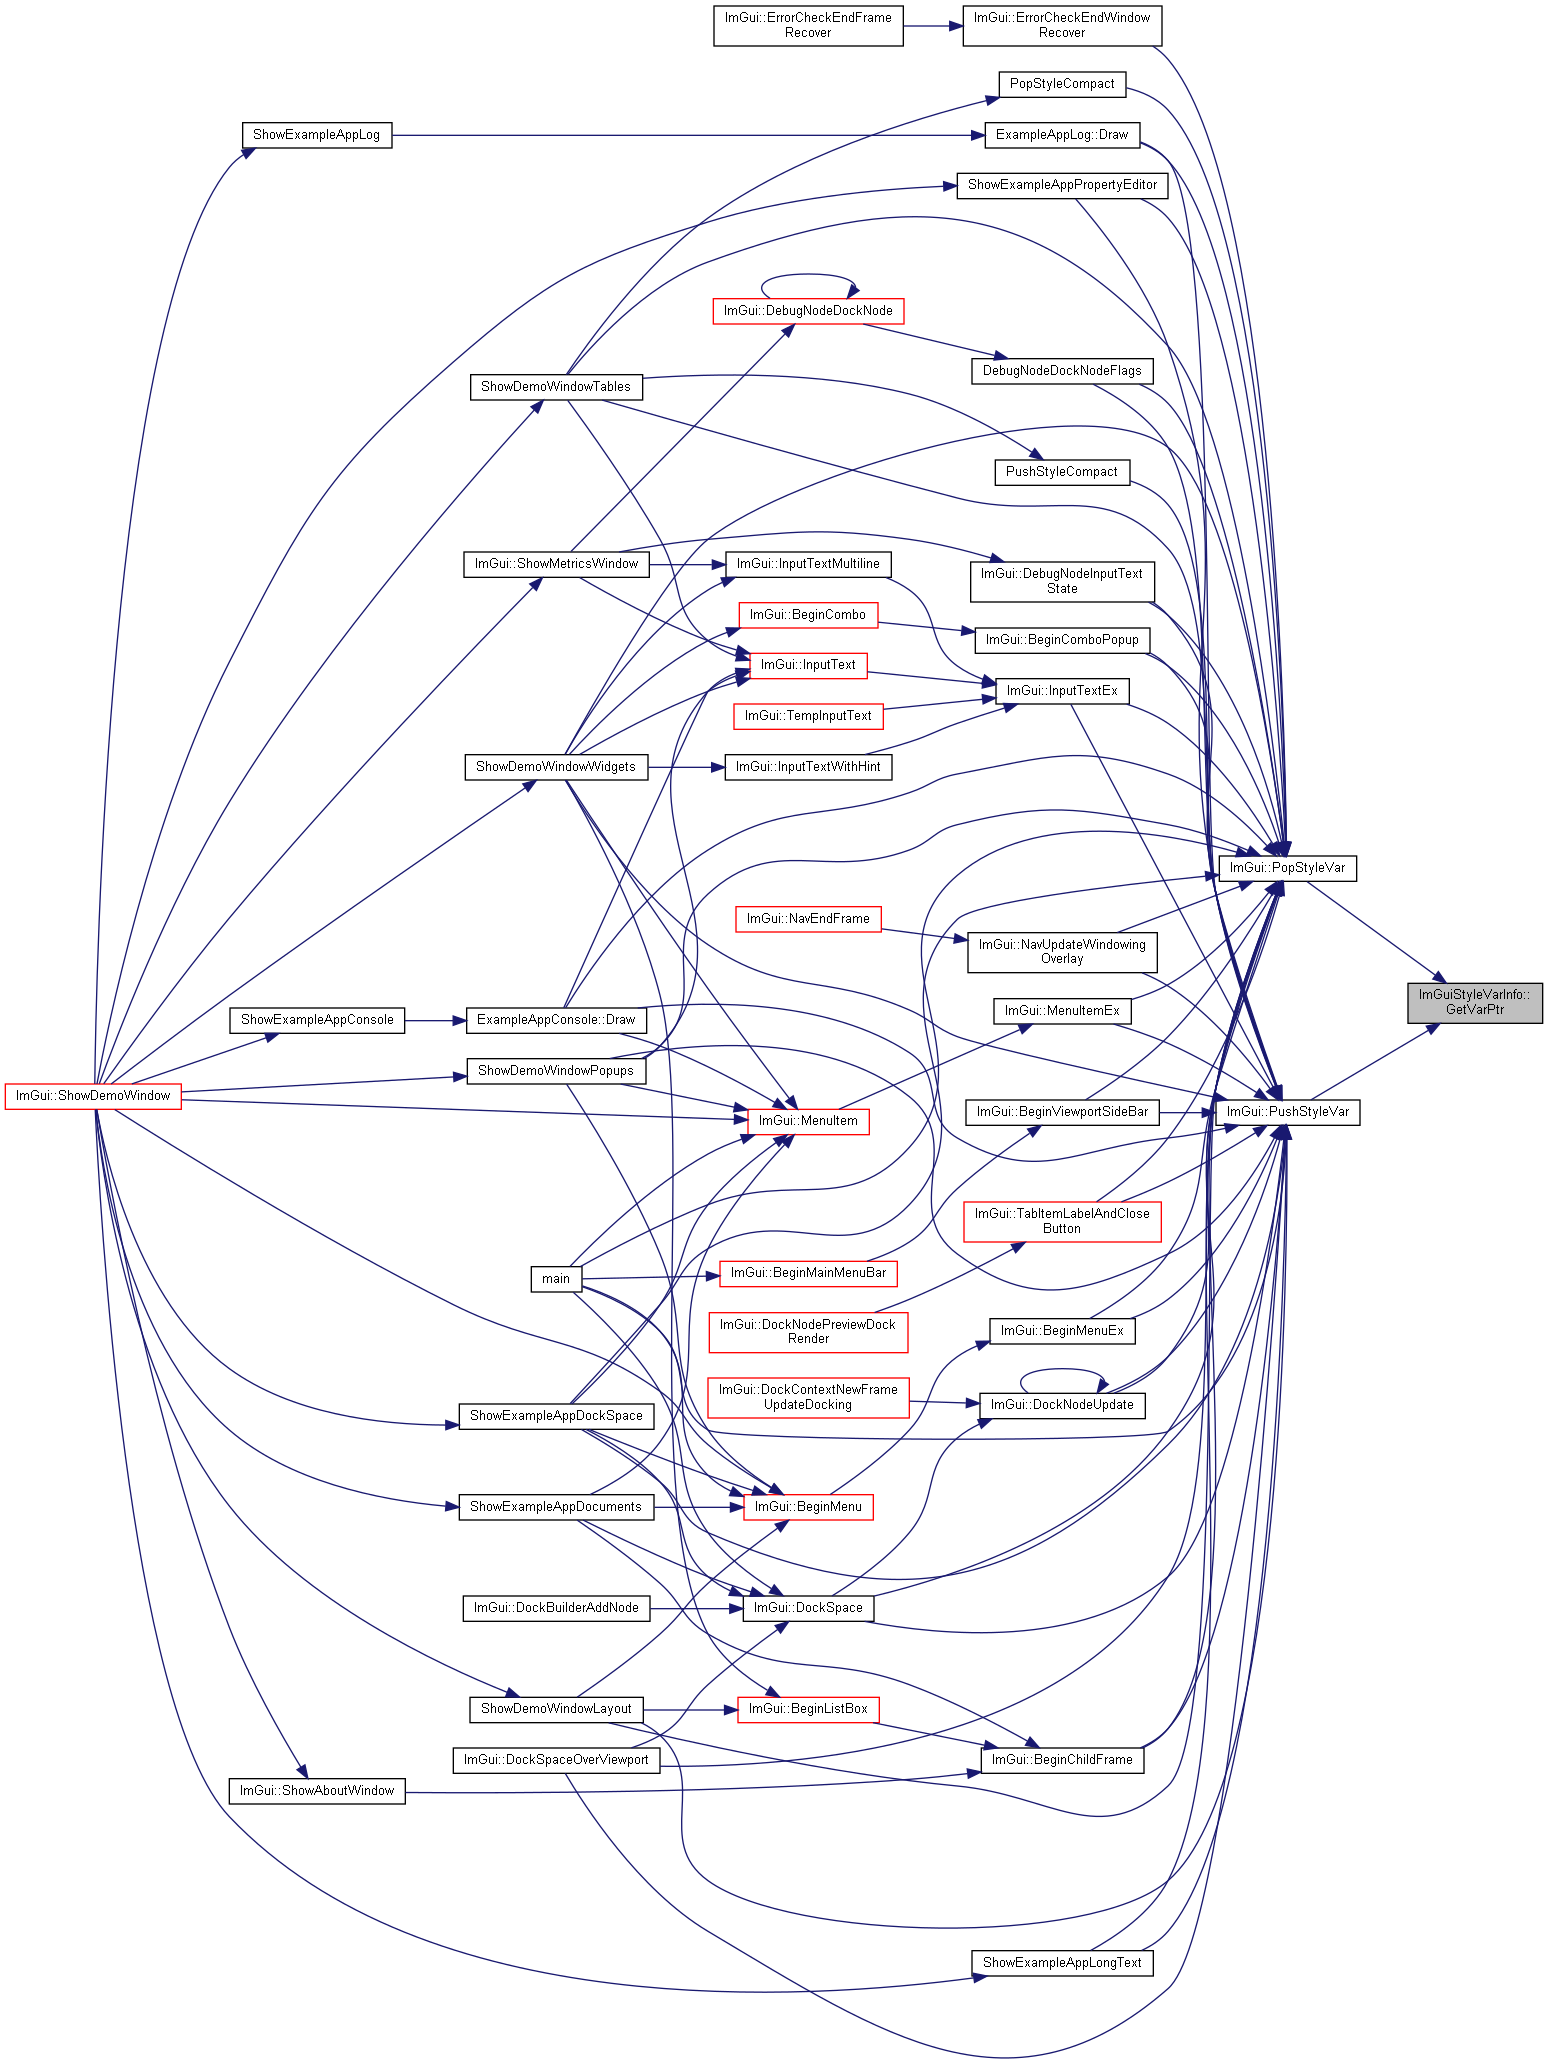 ImGui::ErrorCheckEndFrame
Recover
ImGui::ErrorCheckEndWindow
Recover
PopStyleCompact
ShowExampleAppLog
ExampleAppLog::Draw
ShowExampleAppPropertyEditor
ImGui::DebugNodeDockNode
DebugNodeDockNodeFlags
ShowDemoWindowTables
PushStyleCompact
ImGui::ShowMetricsWindow
ImGui::InputTextMultiline
ImGui::DebugNodeInputText
State
ImGui::BeginCombo
ImGui::BeginComboPopup
ImGui::InputText
ImGui::InputTextEx
ImGui::TempInputText
ShowDemoWindowWidgets
ImGui::InputTextWithHint
ImGui::PopStyleVar
ImGui::NavEndFrame
ImGui::NavUpdateWindowing
Overlay
ImGuiStyleVarInfo::
GetVarPtr
ShowExampleAppConsole
ExampleAppConsole::Draw
ImGui::MenuItemEx
ShowDemoWindowPopups
ImGui::ShowDemoWindow
ImGui::MenuItem
ImGui::BeginViewportSideBar
ImGui::PushStyleVar
ImGui::TabItemLabelAndClose
Button
main
ImGui::BeginMainMenuBar
ImGui::DockNodePreviewDock
Render
ImGui::BeginMenuEx
ImGui::DockContextNewFrame
UpdateDocking
ImGui::DockNodeUpdate
ShowExampleAppDockSpace
ShowExampleAppDocuments
ImGui::BeginMenu
ImGui::DockBuilderAddNode
ImGui::DockSpace
ShowDemoWindowLayout
ImGui::BeginListBox
ImGui::DockSpaceOverViewport
ImGui::BeginChildFrame
ImGui::ShowAboutWindow
ShowExampleAppLongText